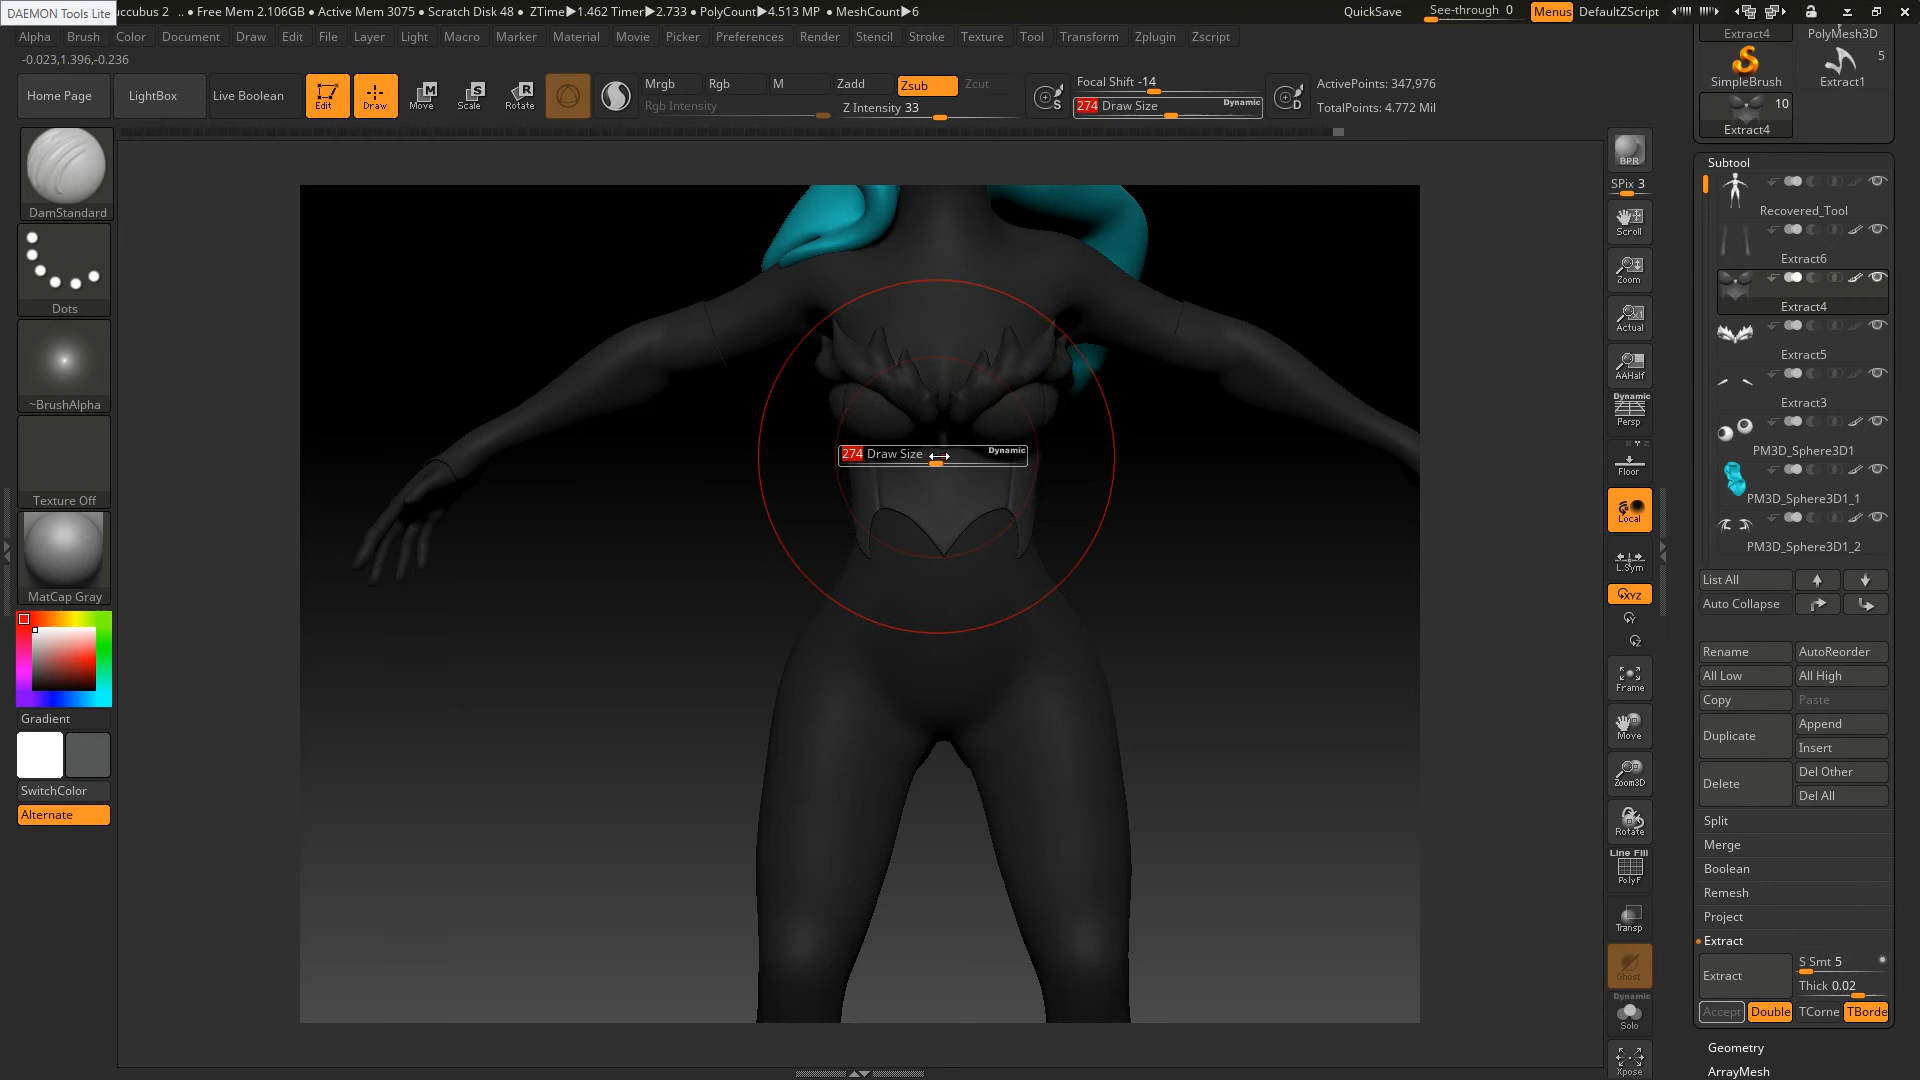 DAEMON Tools Lite
uccubus 2 .. • Free Mem 2.106GB • Active Mem 3075 • Scratch Disk 48 • ZTime▶1.462 Timer▶2.733 • PolyCount▶4.513 MP • MeshCount▶6
QuickSave See-through 0 Menus DefaultZScript
Alpha Brush Color Document Draw Edit File Layer Light Macro Marker Material Movie Picker Preferences Render Stencil Stroke Texture Tool Transform Zplugin Zscript
-0.023,1.396,-0.236
Home Page LightBox Live Boolean
Edit Draw Move Scale Rotate
Mrgb Rgb M Zadd Zsub Zcut
Rgb Intensity Z Intensity 33
S
Focal Shift -14
274 Draw Size Dynamic
D
ActivePoints: 347,976
TotalPoints: 4.772 Mil
DamStandard
Dots
~BrushAlpha
Texture Off
MatCap Gray
Gradient
SwitchColor
Alternate
274 Draw Size Dynamic
BPR
SPix 3
Scroll
Zoom
Actual
AAHalf
Dynamic
Persp
Floor
Local
L.Sym
XYZ
Y
Z
Frame
Move
Zoom3D
Rotate
Line Fill
PolyF
Transp
Ghost
Dynamic
Solo
Xpose
Extract4 PolyMesh3D
SimpleBrush Extract1 5
10
Extract4
Subtool
Recovered_Tool
Extract6
Extract4
Extract5
Extract3
PM3D_Sphere3D1
PM3D_Sphere3D1_1
PM3D_Sphere3D1_2
List All
Auto Collapse
Rename AutoReorder
All Low All High
Copy Paste
Duplicate Append
Insert
Delete Del Other
Del All
Split
Merge
Boolean
Remesh
Project
Extract
Extract S Smt 5
Thick 0.02
Accept Double TCorne TBorde
Geometry
ArrayMesh